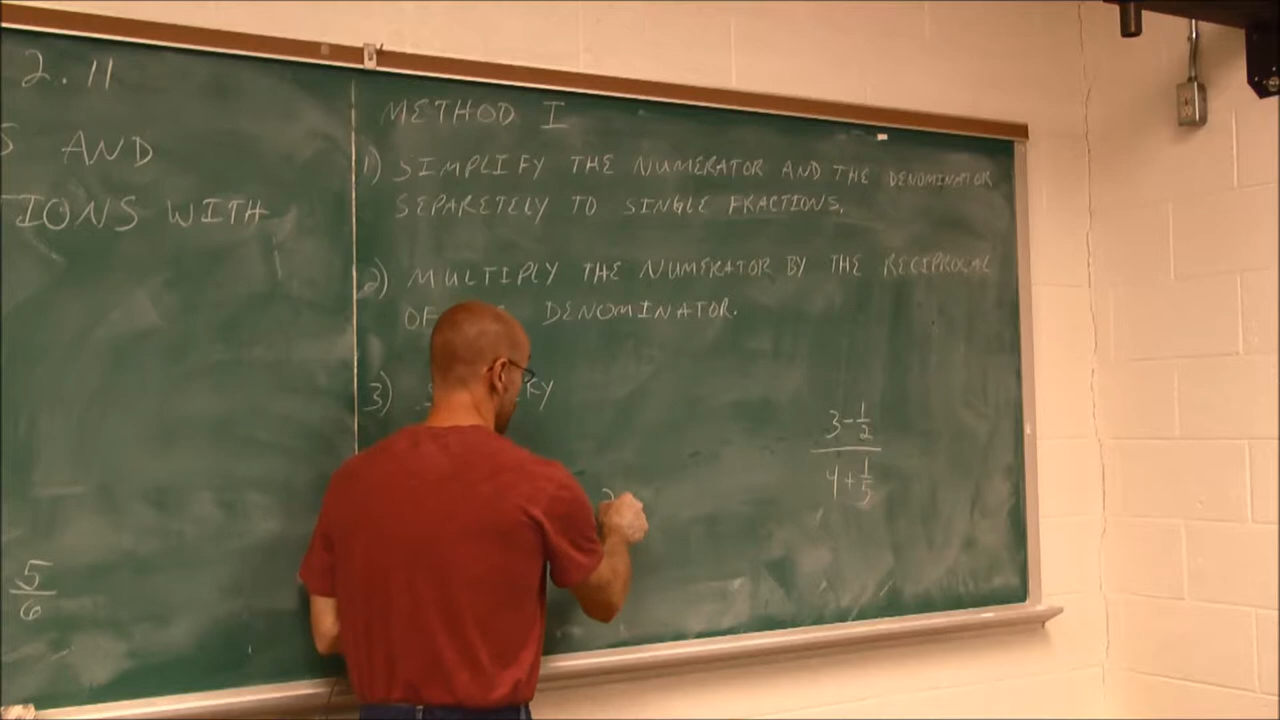 2.11
S AND
TIONS WITH
5
6
METHOD I
1) SIMPLIFY THE NUMERATOR AND THE DENOMINATOR
SEPARETELY TO SINGLE FRACTIONS.
2) MULTIPLY THE NUMERATOR BY THE RECIPROCAL
OF DENOMINATOR.
3)
3-1/2
4+1/5